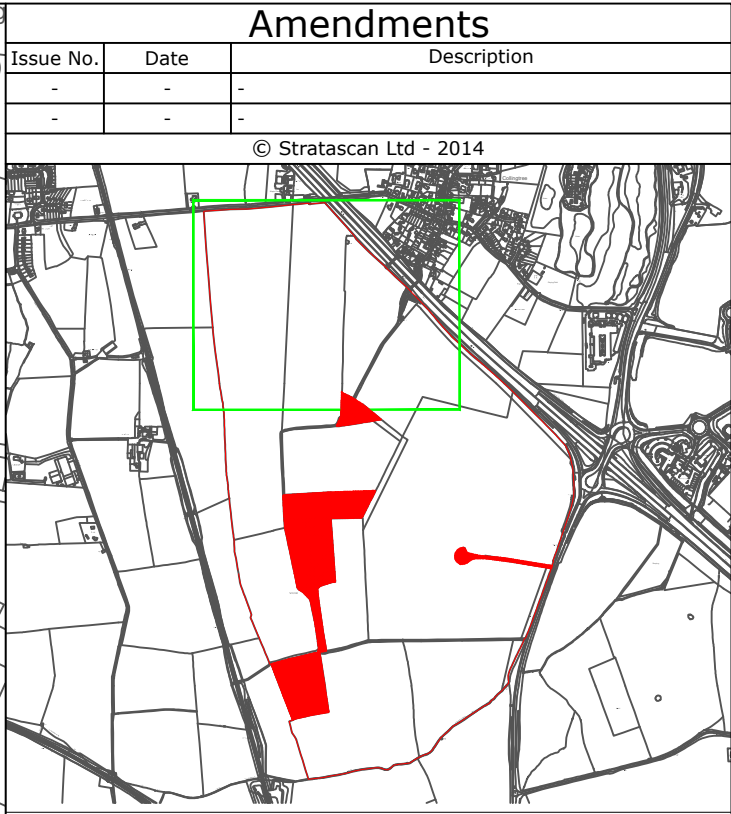 Amendments
Issue No. Date Description
- - -
- - -
© Stratascan Ltd - 2014
Collingtree